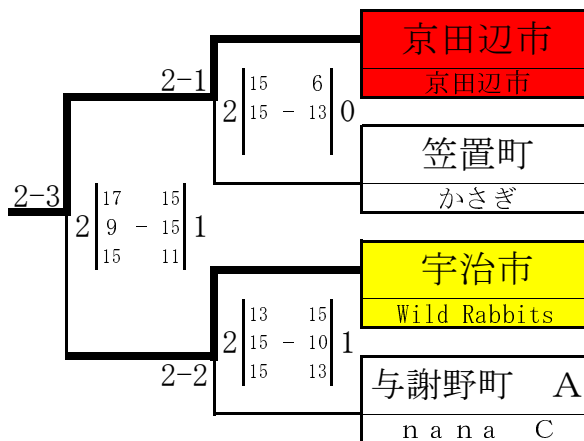 京田辺市
京田辺市
2-1
2 15 6 0
15 - 13
笠置町
かさぎ
2-3
2 17 15 1
9 - 15
15 11
宇治市
Wild Rabbits
2 13 15 1
15 - 10
15 13
2-2
与謝野町 A
nana C